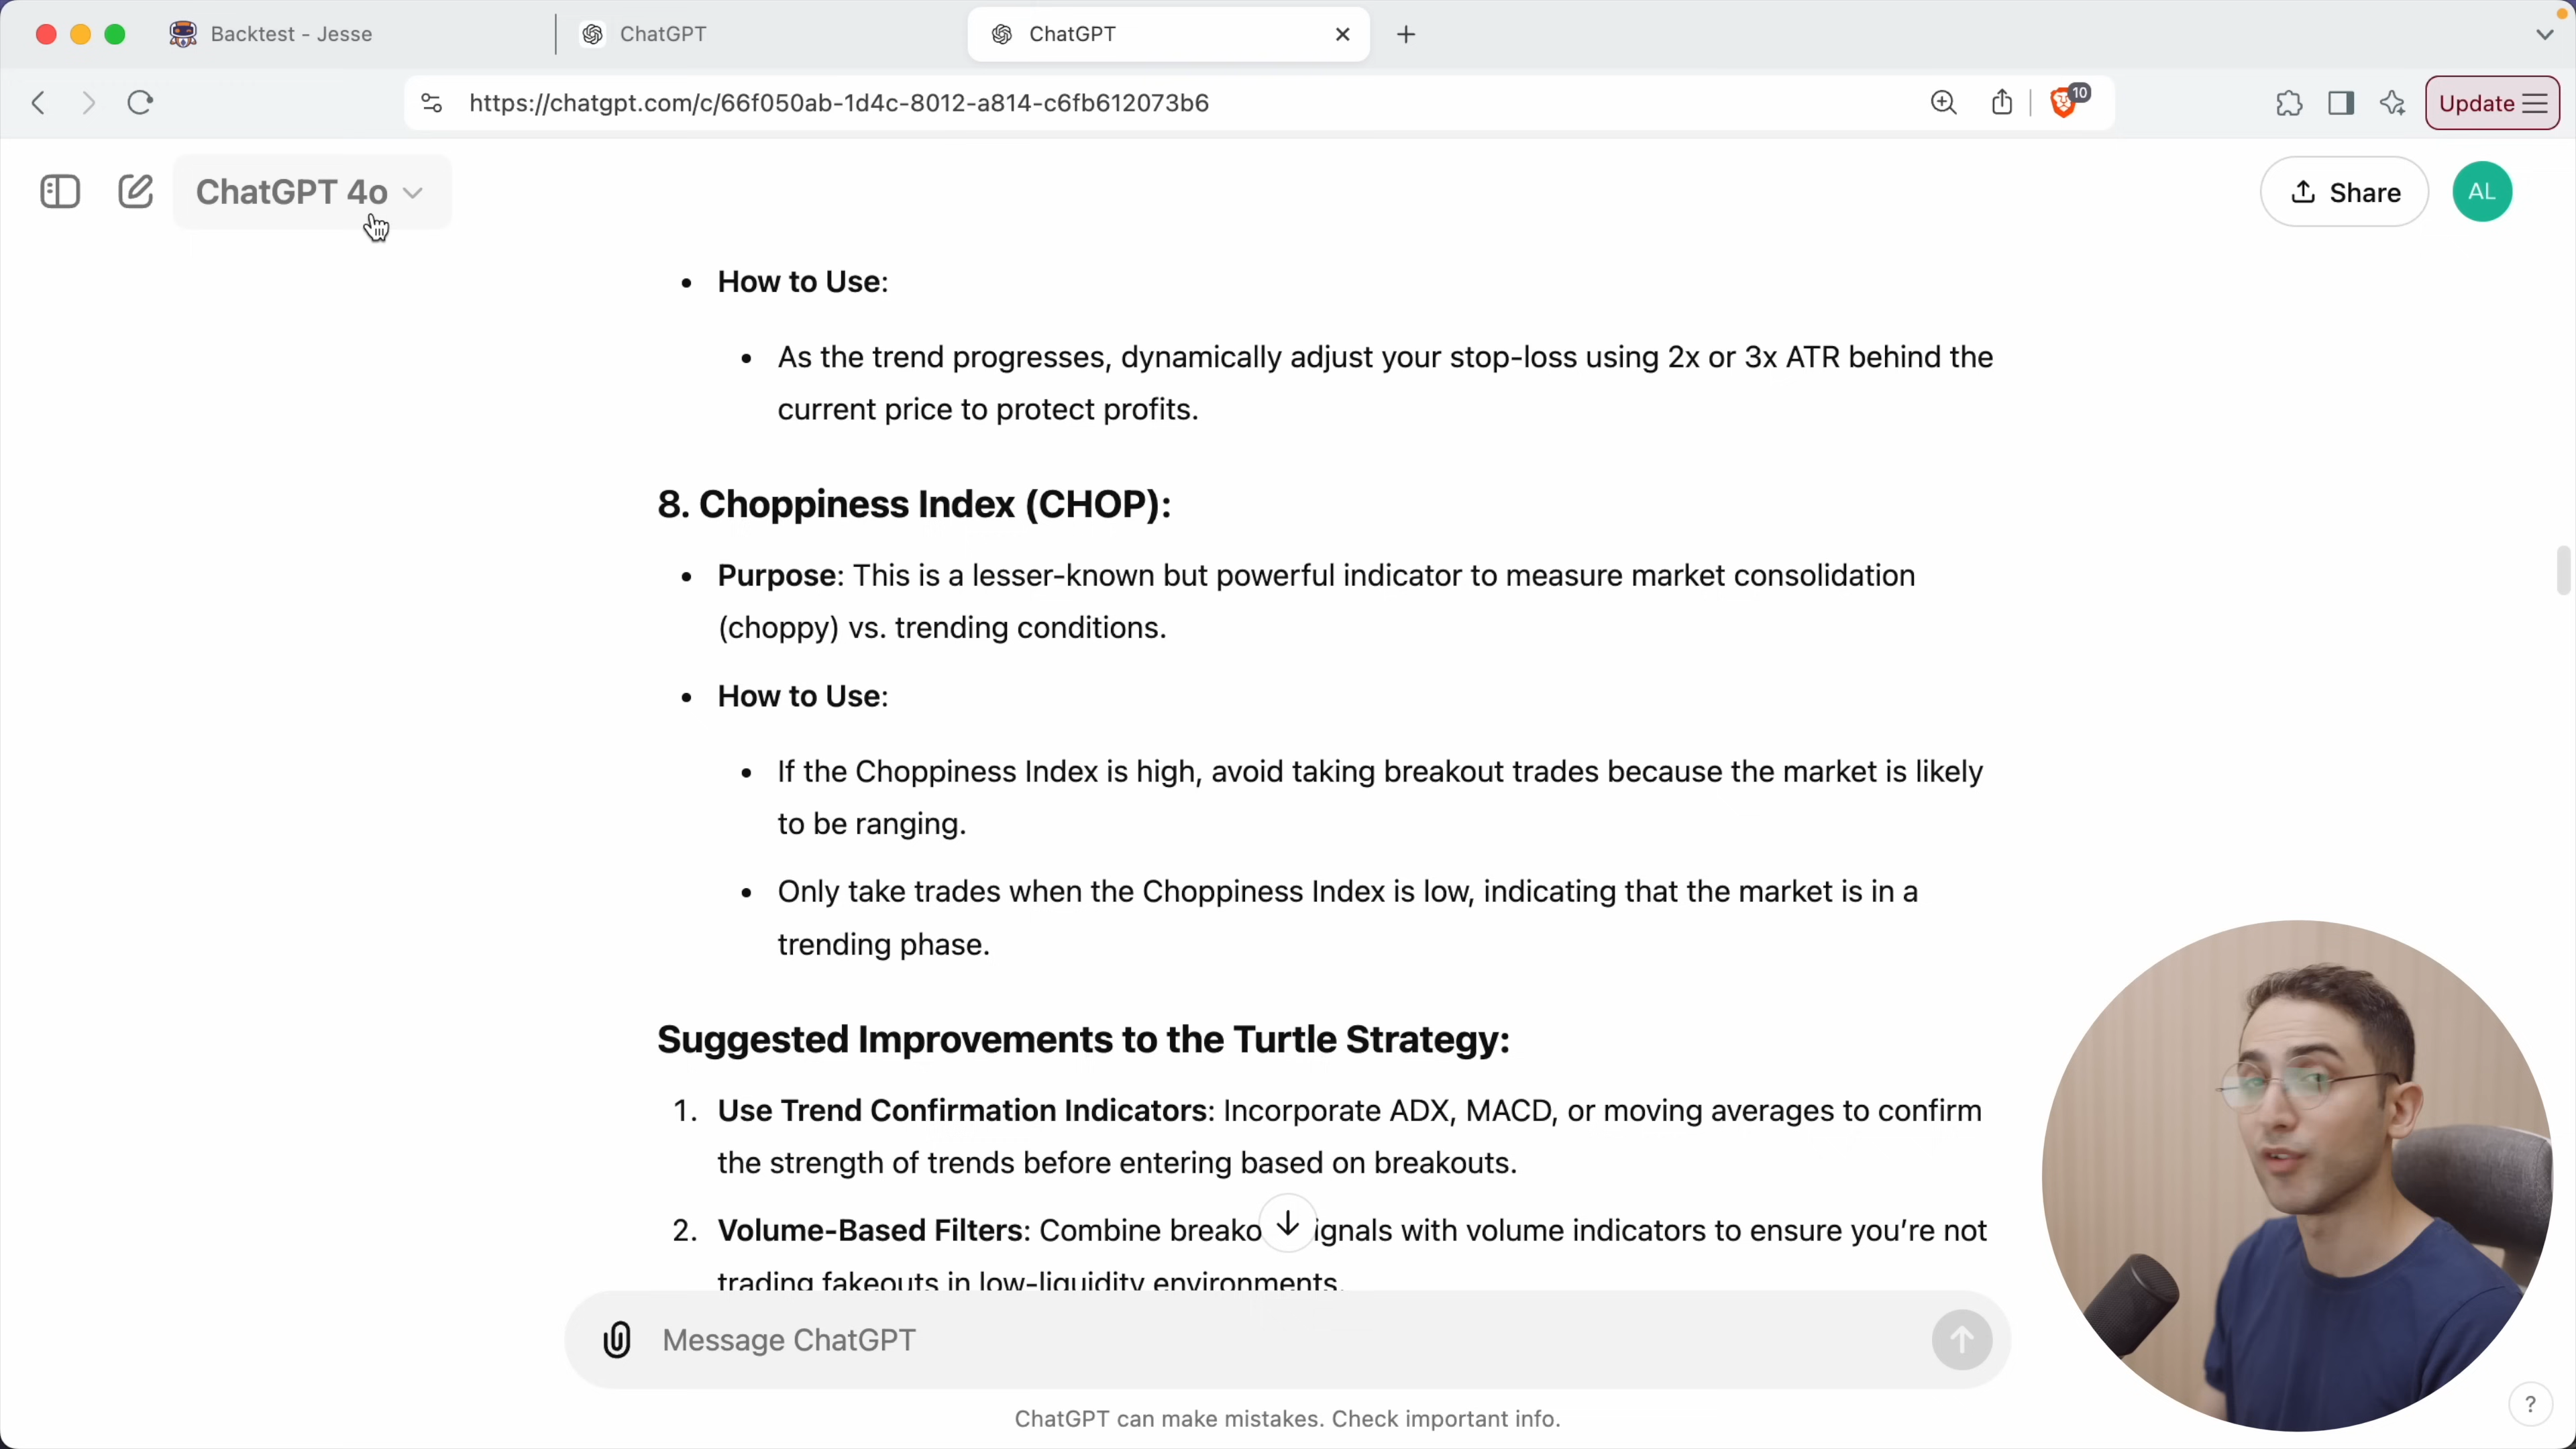 Backtest - Jesse
ChatGPT
ChatGPT
https://chatgpt.com/c/66f050ab-1d4c-8012-a814-c6fb612073b6
10
Update
ChatGPT 4o
Share
AL
• How to Use:
• As the trend progresses, dynamically adjust your stop-loss using 2x or 3x ATR behind the
current price to protect profits.
8. Choppiness Index (CHOP):
• Purpose: This is a lesser-known but powerful indicator to measure market consolidation
(choppy) vs. trending conditions.
• How to Use:
• If the Choppiness Index is high, avoid taking breakout trades because the market is likely
to be ranging.
• Only take trades when the Choppiness Index is low, indicating that the market is in a
trending phase.
Suggested Improvements to the Turtle Strategy:
1. Use Trend Confirmation Indicators: Incorporate ADX, MACD, or moving averages to confirm
the strength of trends before entering based on breakouts.
2. Volume-Based Filters: Combine breako ignals with volume indicators to ensure you're not
trading fakeouts in low-liquidity environments.
Message ChatGPT
ChatGPT can make mistakes. Check important info.
?